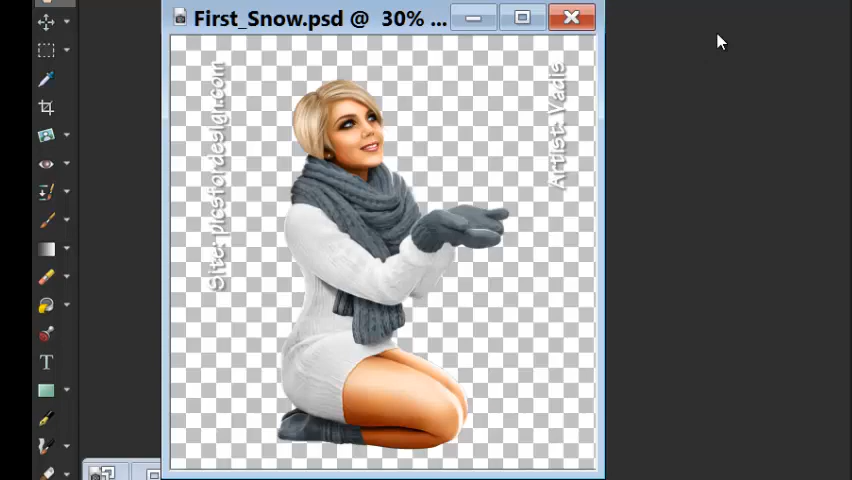 First_Snow.psd @ 30% ...
Site: picsfordesign.com
Artist: Vadis
T